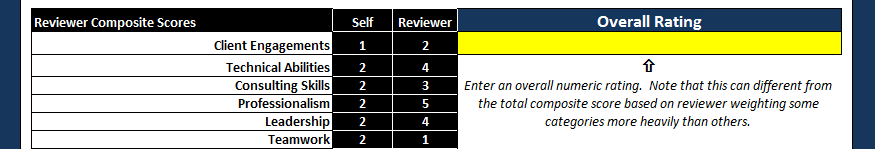 Reviewer Composite Scores Self Reviewer Overall Rating
Client Engagements 1 2
Technical Abilities 2 4
Consulting Skills 2 3
Professionalism 2 5
Leadership 2 4
Teamwork 2 1
Enter an overall numeric rating. Note that this can different from
the total composite score based on reviewer weighting some
categories more heavily than others.